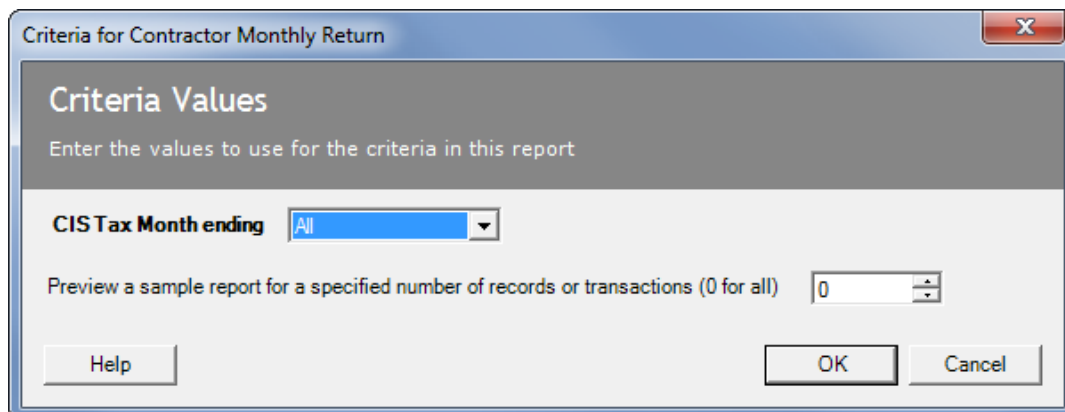 Criteria for Contractor Monthly Return
X
Criteria Values
Enter the values to use for the criteria in this report
CIS Tax Month ending All
Preview a sample report for a specified number of records or transactions (0 for all) 0
Help OK Cancel